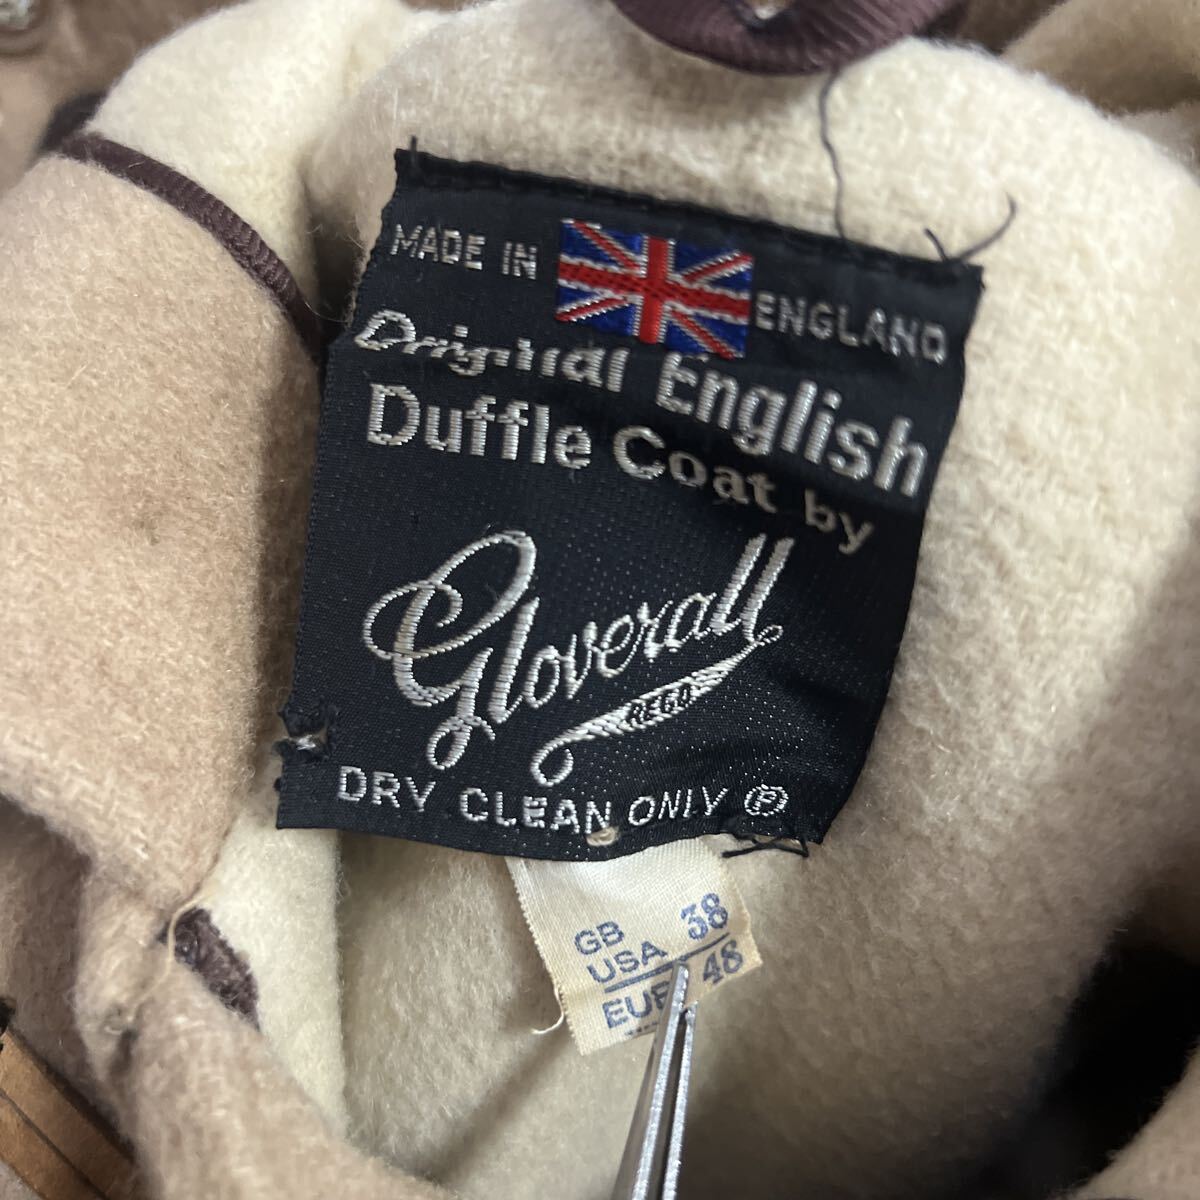 MADE IN ENGLAND
Original English
Duffle Coat by
Gloverall
REGD
DRY CLEAN ONLY P
GB
USA 38
EUR 48